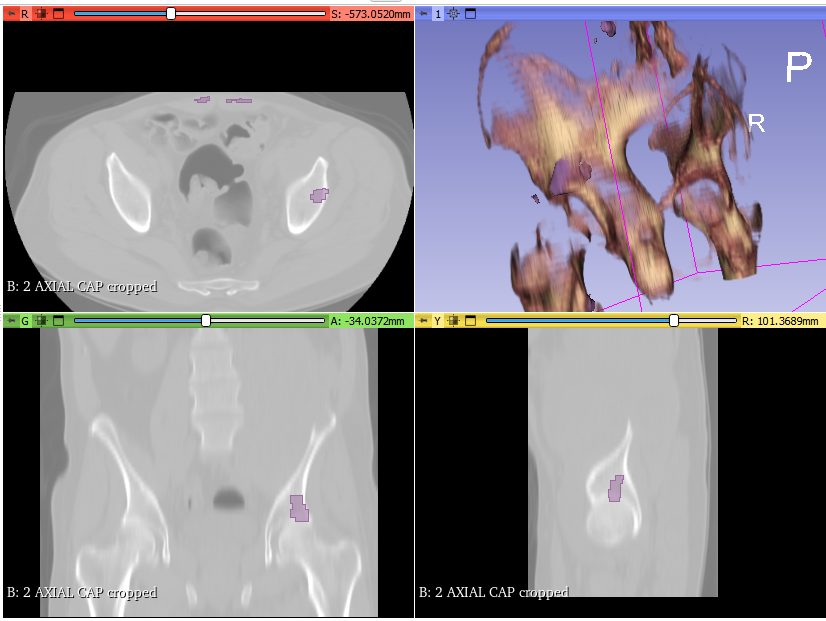 R S: -573.0520mm
1
P
R
B: 2 AXIAL CAP cropped
G A: -34.0372mm
Y R: 101.3689mm
B: 2 AXIAL CAP cropped
B: 2 AXIAL CAP cropped